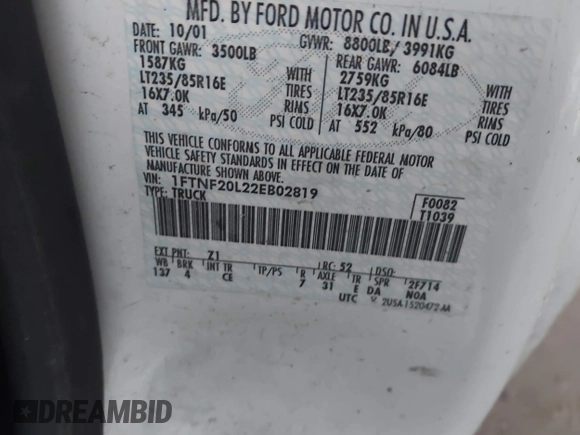 MFD. BY FORD MOTOR CO. IN U.S.A.
DATE: 10/01 GVWR: 8800LB / 3991KG
FRONT GAWR: 3500LB REAR GAWR: 6084LB
1587KG WITH 2759KG WITH
LT235/85R16E TIRES LT235/85R16E TIRES
16X7.0K RIMS 16X7.0K RIMS
AT 345 kPa/50 PSI COLD AT 552 kPa/80 PSI COLD
THIS VEHICLE CONFORMS TO ALL APPLICABLE FEDERAL MOTOR
VEHICLE SAFETY STANDARDS IN EFFECT ON THE DATE OF
MANUFACTURE SHOWN ABOVE.
VIN: 1FTNF20L22EB02819 F0082
TYPE: TRUCK T1039
EXT PNT: Z1 RC: 52 DSO:
WB BRK INT TR TP/PS R AXLE TR SPR 2F714
137 4 CE 7 31 E DA NOA
UTC 2USA1520472AA
DREAMBID